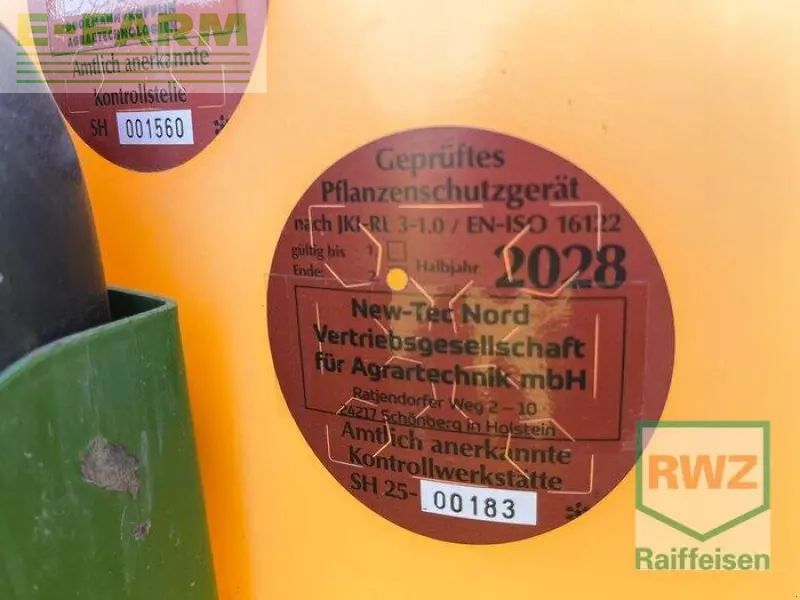 E-FARM
AGRARTECHNOLOGIE
Amtlich anerkannte
Kontrollstelle
SH 001560
Geprüftes
Pflanzenschutzgerät
nach JKI-RL 3-1.0 / EN-ISO 16122
gültig bis 1 2028
Ende: 2 Halbjahr
New-Tec Nord
Vertriebsgesellschaft
für Agrartechnik mbH
Ratjendorfer Weg 2 - 10
24217 Schönberg in Holstein
Amtlich anerkannte
Kontrollwerkstätte
SH 25- 00183
RWZ
Raiffeisen